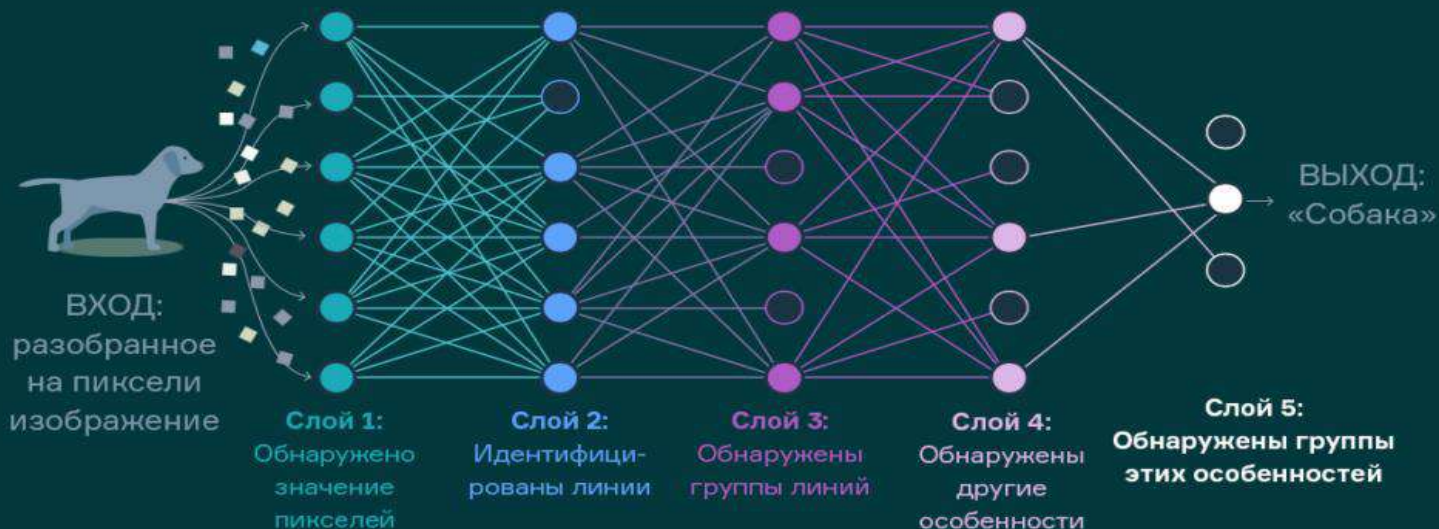 ВХОД:
разобранное
на пиксели
изображение
Слой 1:
Обнаружено
значение
пикселей
Слой 2:
Идентифици-
рованы линии
Слой 3:
Обнаружены
группы линий
Слой 4:
Обнаружены
другие
особенности
Слой 5:
Обнаружены группы
этих особенностей
ВЫХОД:
«Собака»